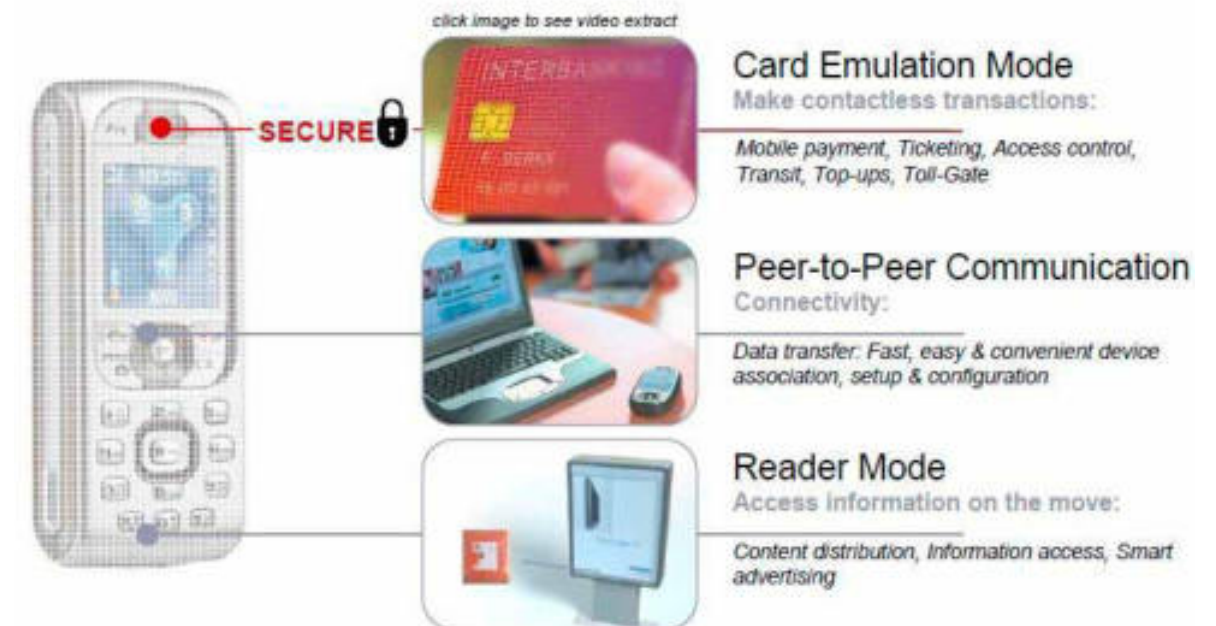 click image to see video extract
SECURE
INTERBANKING
Card Emulation Mode
Make contactless transactions:
Mobile payment, Ticketing, Access control,
Transit, Top-ups, Toll-Gate
Peer-to-Peer Communication
Connectivity:
Data transfer: Fast, easy & convenient device
association, setup & configuration
Reader Mode
Access information on the move:
Content distribution, Information access, Smart
advertising